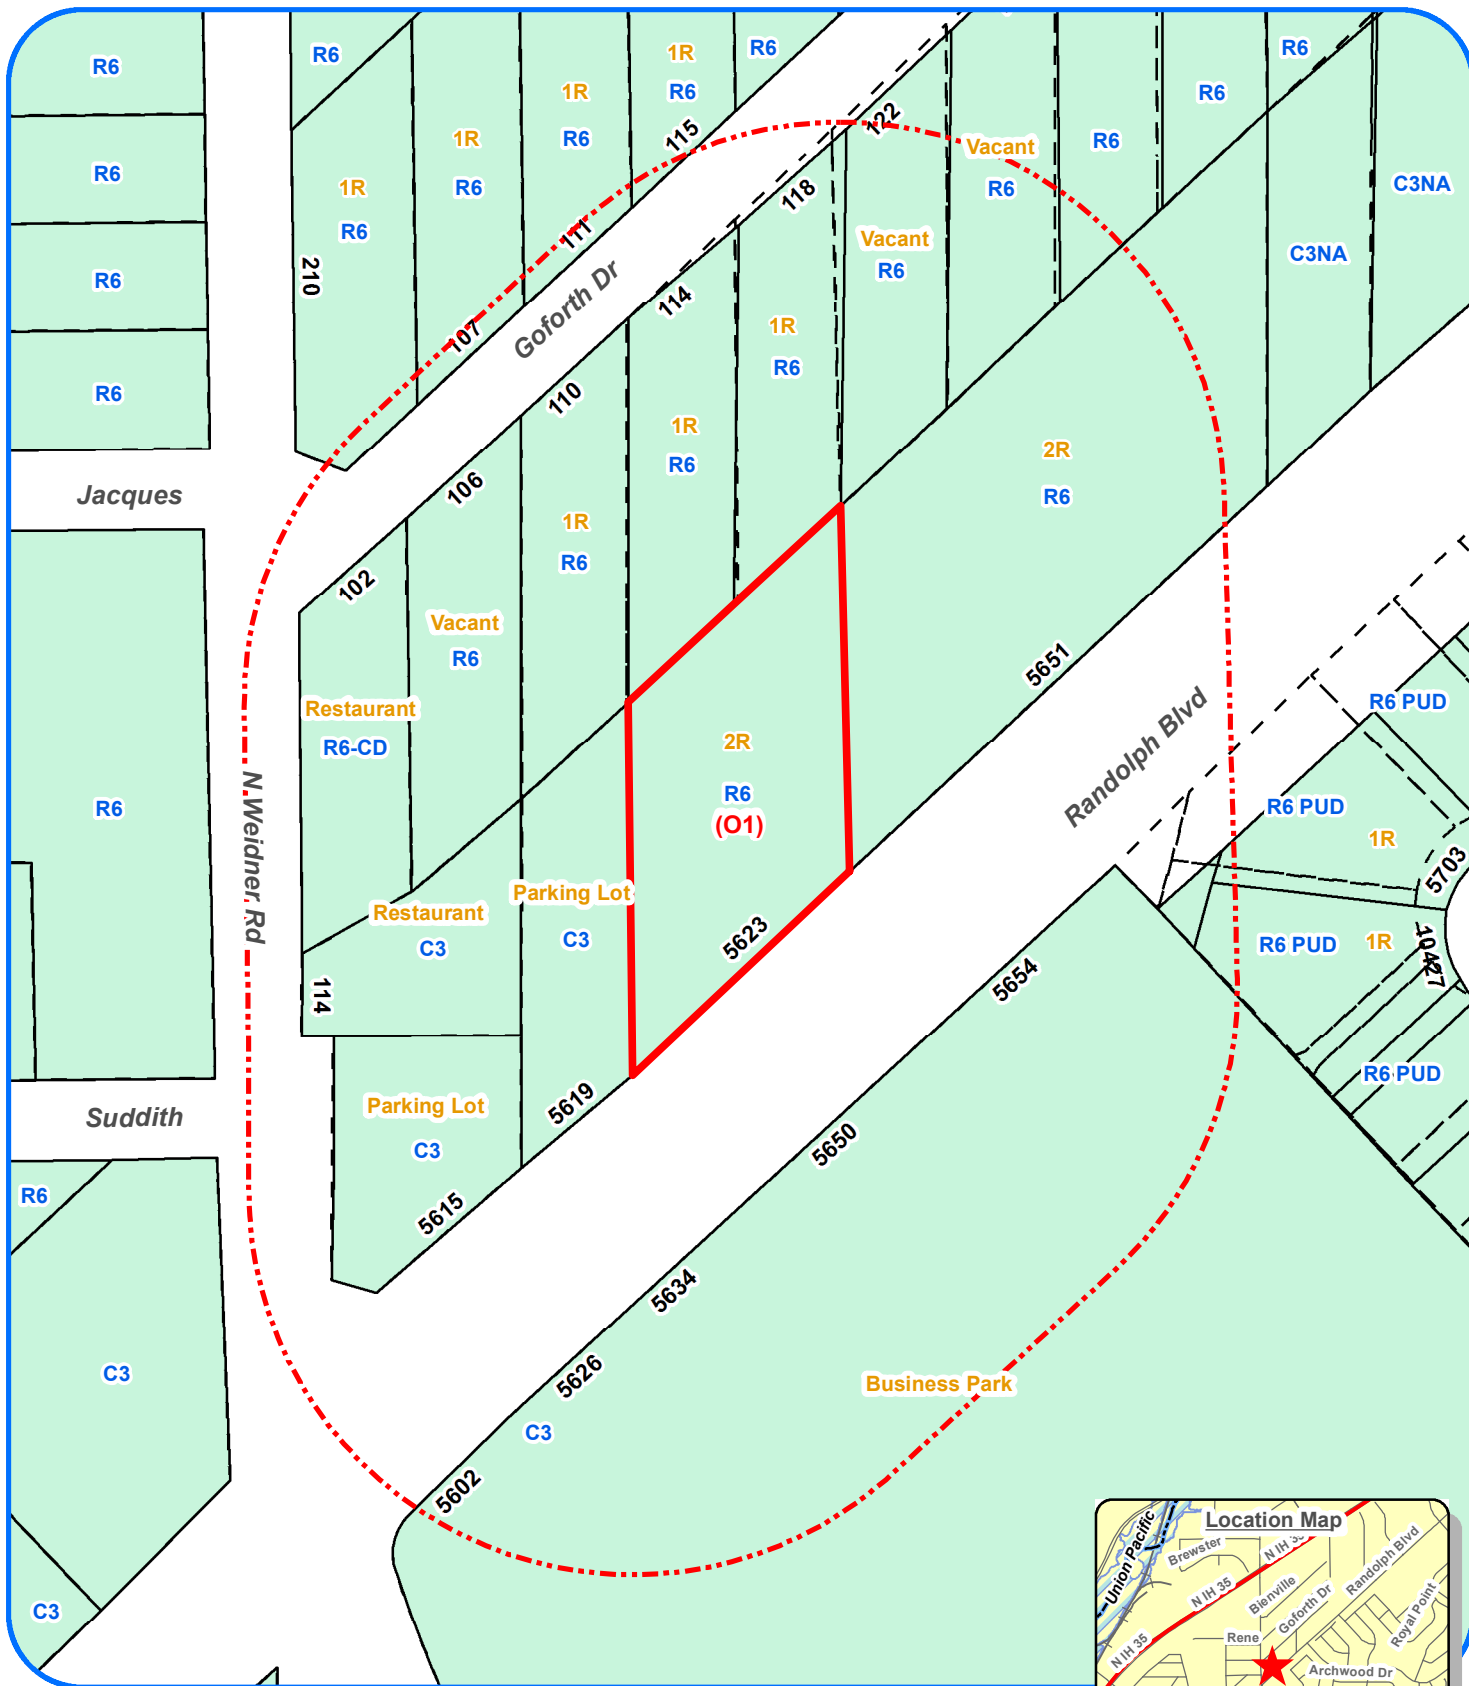 R6
R6
R6
R6
R6
1R
R6
1R
R6
1R
R6
1R
R6
R6
R6
R6
R6
Vacant
R6
Vacant
R6
C3NA
C3NA
210
107
111
115
Goforth Dr
102
106
110
114
118
122
Jacques
1R
R6
1R
R6
1R
R6
2R
R6
Vacant
R6
Restaurant
R6-CD
R6
N Weidner Rd
2R
R6
(O1)
5651
Randolph Blvd
R6 PUD
R6 PUD
1R
5703
R6 PUD
1R
10427
R6 PUD
Restaurant
C3
Parking Lot
C3
5623
114
5654
Suddith
Parking Lot
C3
5619
5615
5650
R6
C3
5634
5626
C3
Business Park
5602
C3
Location Map
Union Pacific
Brewster
N IH 35
N IH 35
N IH 35
Bienville
Goforth Dr
Randolph Blvd
Royal Point
Rene
Archwood Dr